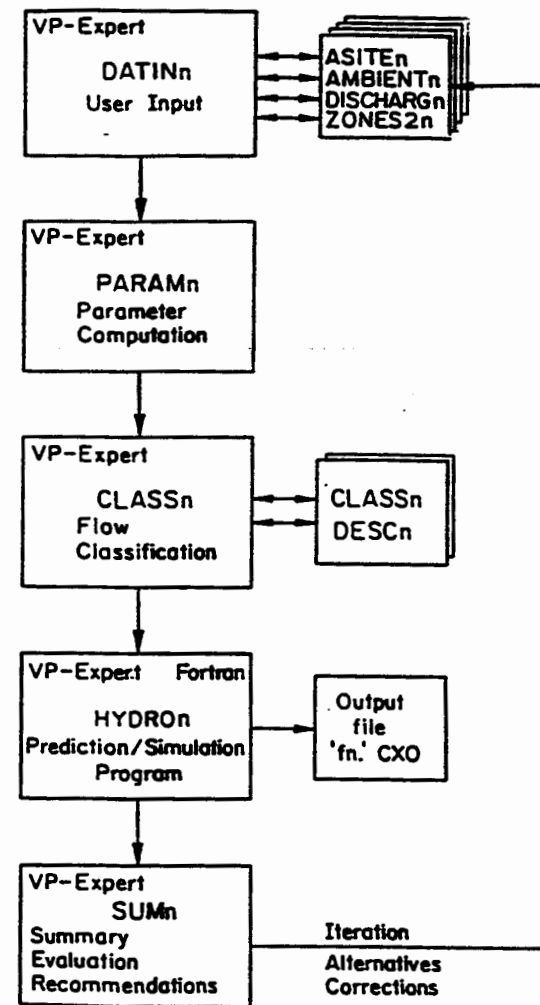 VP-Expert
DATINn
User Input
ASITEn
AMBIENTn
DISCHARGn
ZONES2n
VP-Expert
PARAMn
Parameter
Computation
VP-Expert
CLASSn
Flow
Classification
CLASSn
DESCn
VP-Expert Fortran
HYDROn
Prediction/Simulation
Program
Output
file
'fn.' CXO
VP-Expert
SUMn
Summary
Evaluation
Recommendations
Iteration
Alternatives
Corrections